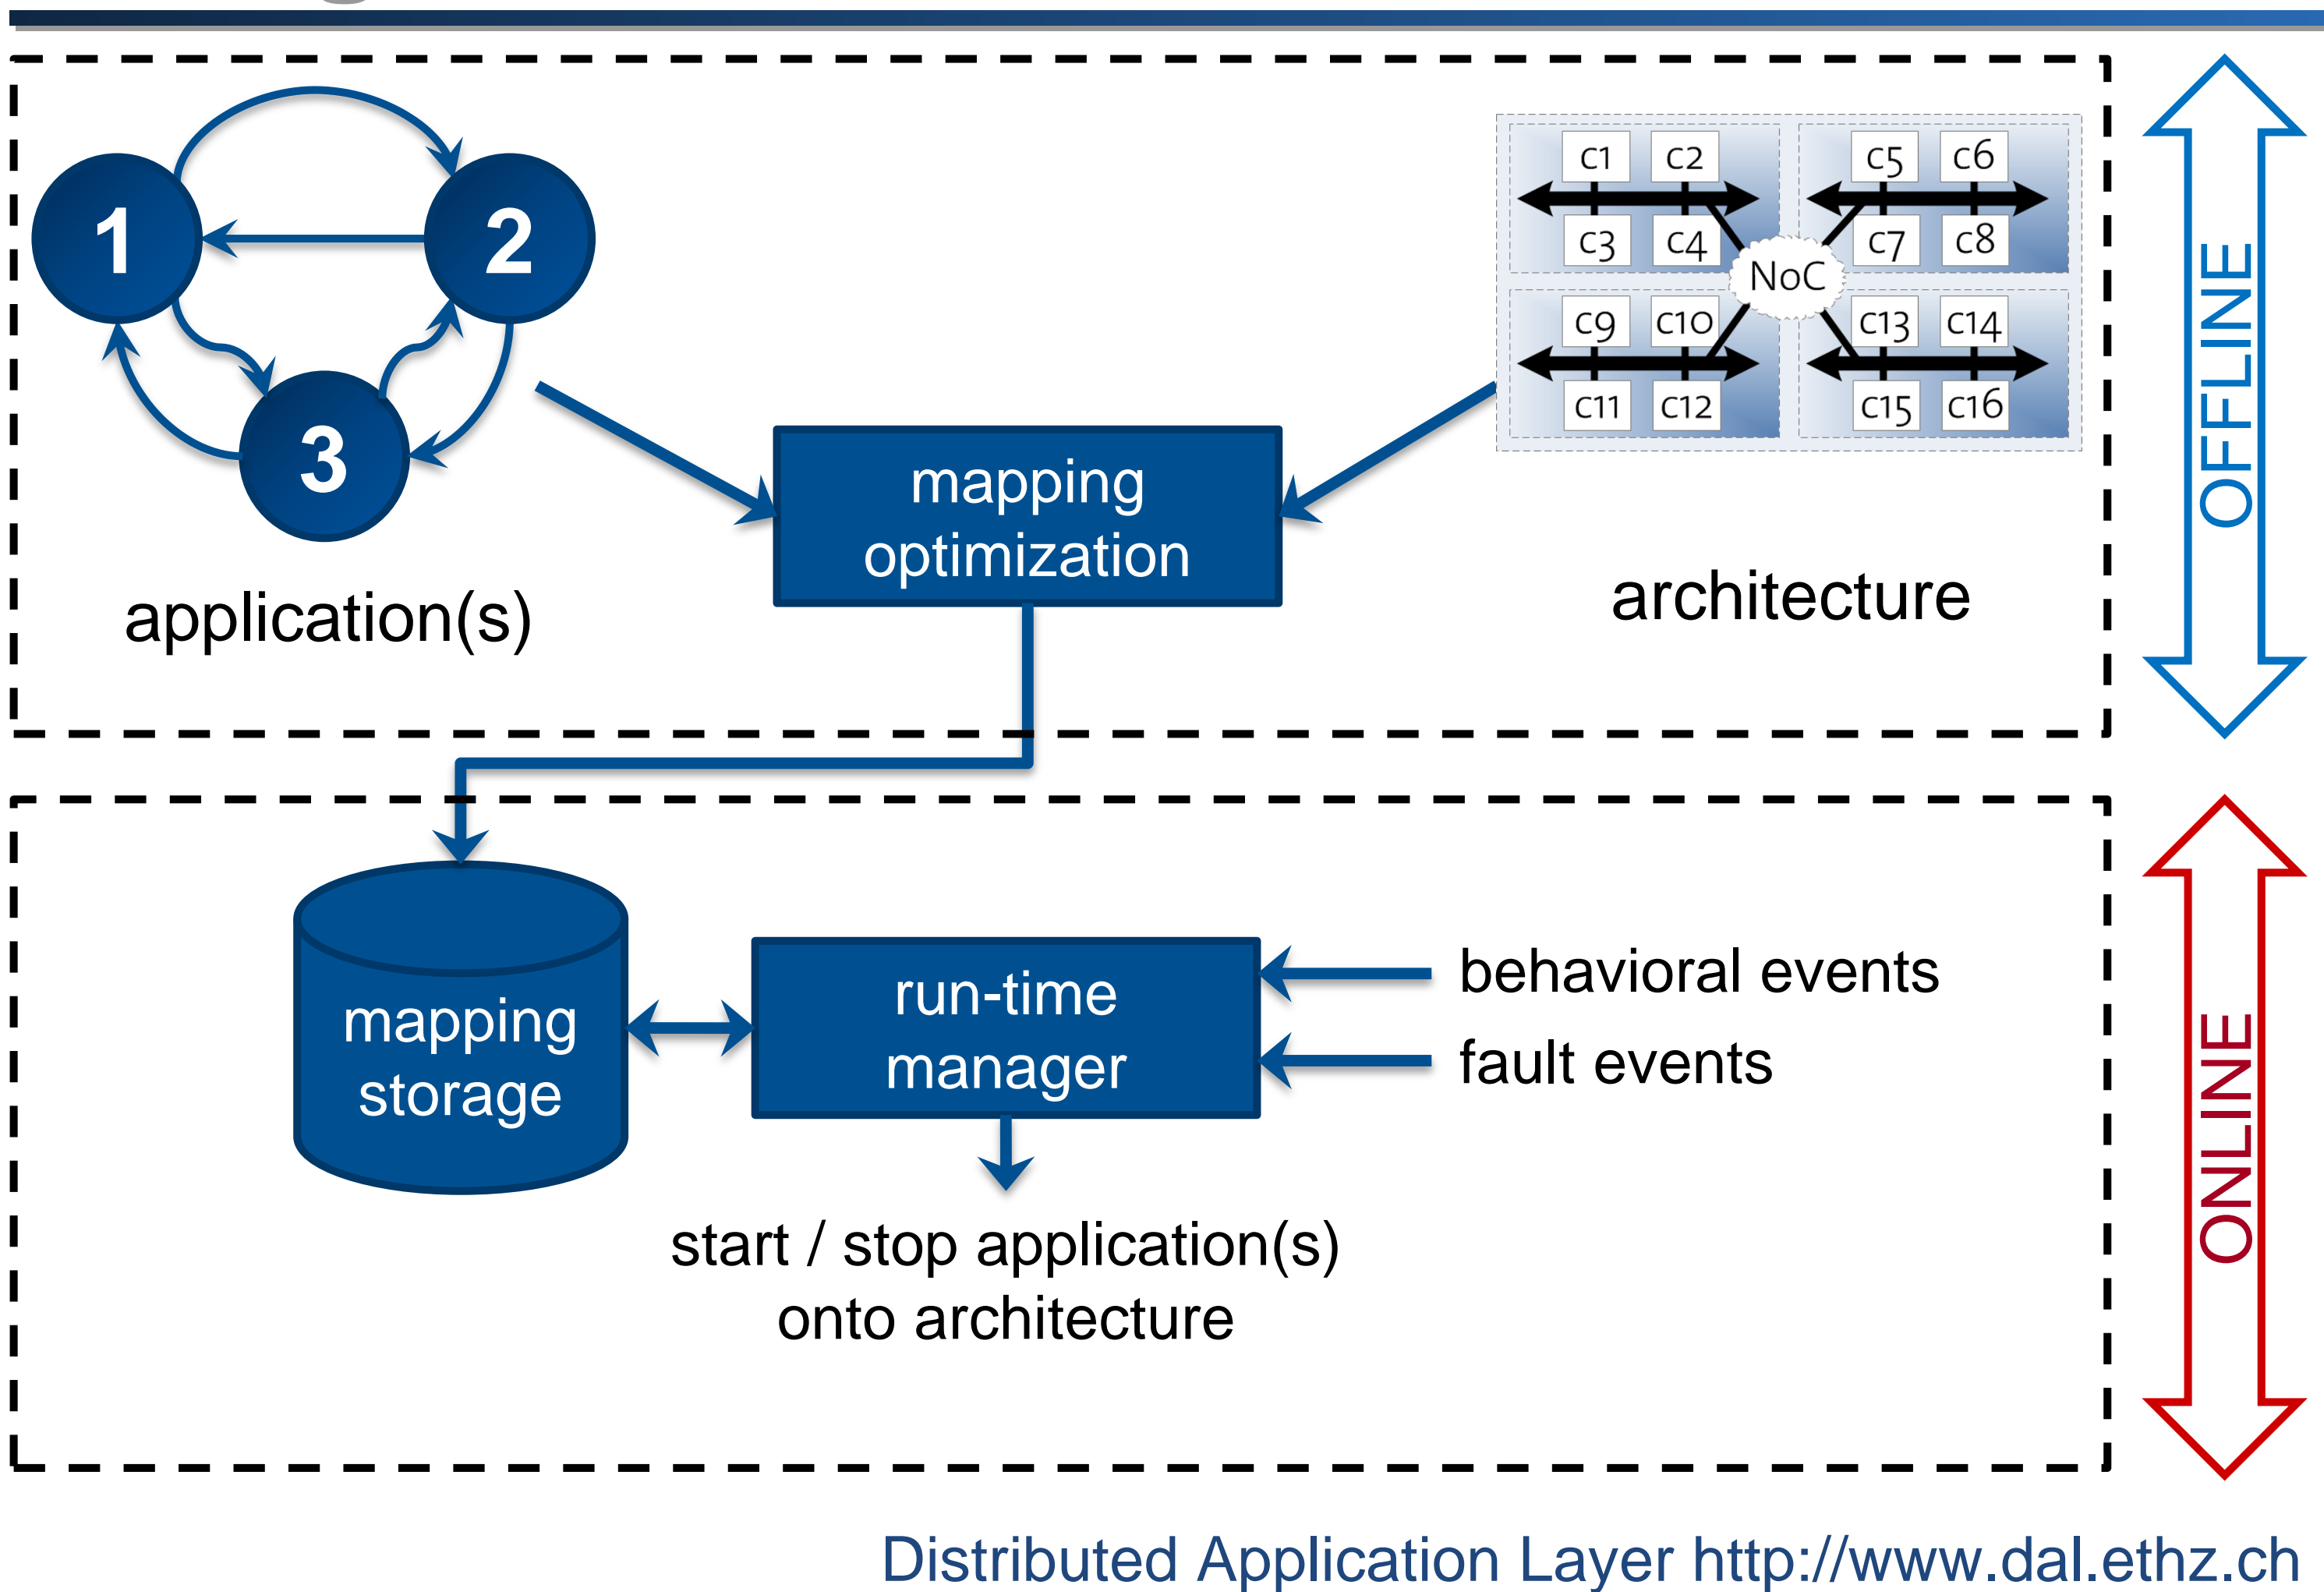 1
2
3
application(s)
mapping
optimization
c1
c2
c5
c6
c3
c4
c7
c8
NoC
c9
c10
c13
c14
c11
c12
c15
c16
architecture
OFFLINE
mapping
storage
run-time
manager
behavioral events
fault events
start / stop application(s)
onto architecture
ONLINE
Distributed Application Layer http://www.dal.ethz.ch